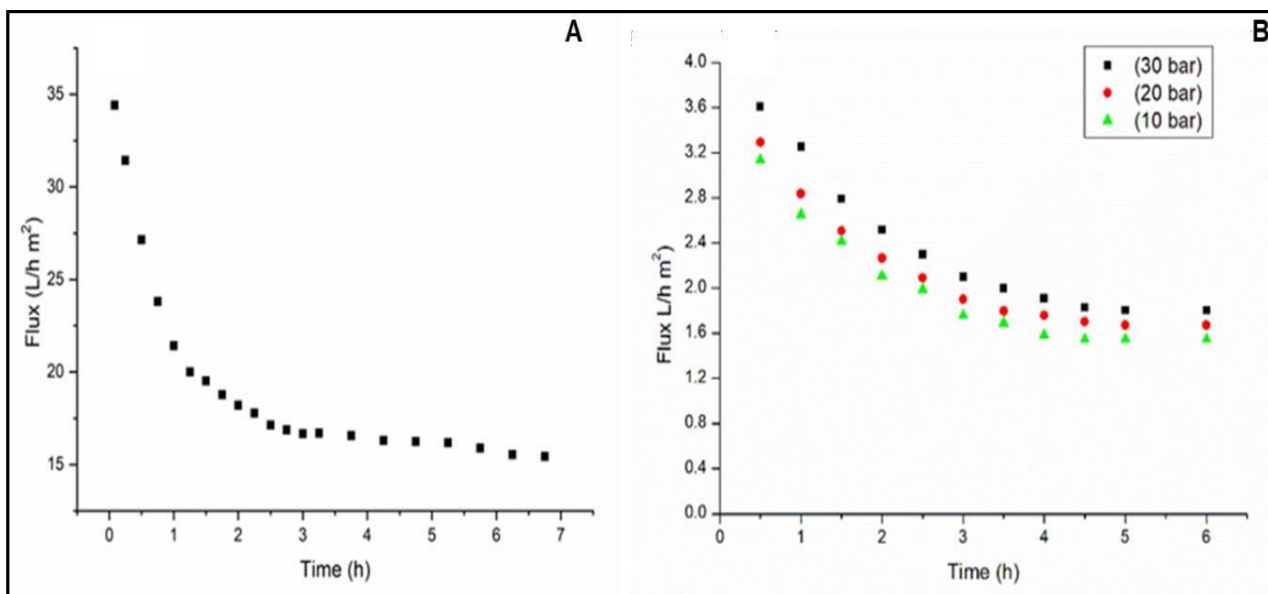 A
Flux (L/h m²)
35
30
25
20
15
0 1 2 3 4 5 6 7
Time (h)
B
(30 bar)
(20 bar)
(10 bar)
Flux L/h m²)
4.0
3.6
3.2
2.8
2.4
2.0
1.6
1.2
0.8
0.4
0.0
0 1 2 3 4 5 6
Time (h)